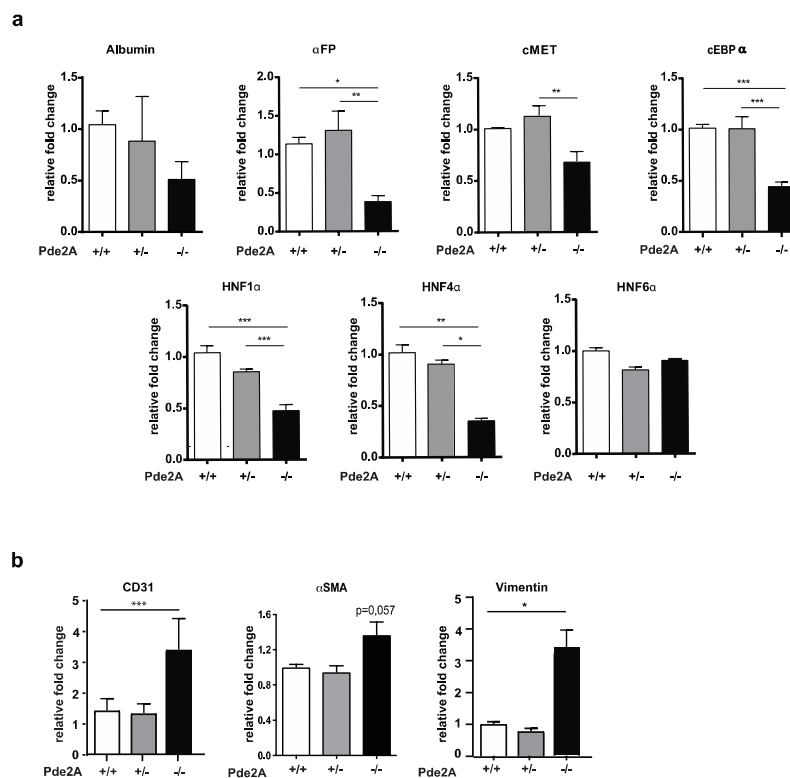 a
Albumin
relative fold change
1.5
1.0
0.5
0.0
Pde2A +/+ +/- -/-
αFP
relative fold change
2.0
1.5
1.0
0.5
0.0
*
**
Pde2A +/+ +/- -/-
cMET
relative fold change
1.5
1.0
0.5
0.0
**
Pde2A +/+ +/- -/-
cEBP α
relative fold change
1.5
1.0
0.5
0.0
***
***
Pde2A +/+ +/- -/-
HNF1α
relative fold change
1.5
1.0
0.5
0.0
***
***
Pde2A +/+ +/- -/-
HNF4α
relative fold change
1.5
1.0
0.5
0.0
**
*
Pde2A +/+ +/- -/-
HNF6α
relative fold change
1.5
1.0
0.5
0.0
Pde2A +/+ +/- -/-
b
CD31
relative fold change
5
4
3
2
1
0
***
Pde2A +/+ +/- -/-
αSMA
relative fold change
1.6
1.2
0.8
0.4
0.0
p=0,057
Pde2A +/+ +/- -/-
Vimentin
relative fold change
5
4
3
2
1
0
*
Pde2A +/+ +/- -/-